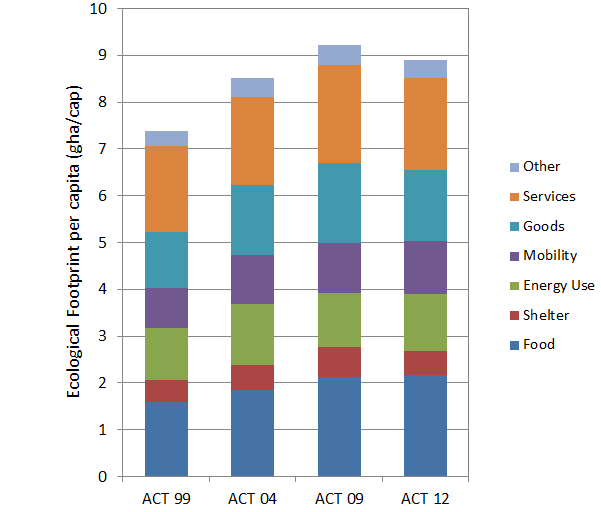 Ecological Footprint per capita (gha/cap)
10
9
8
7
6
5
4
3
2
1
0
ACT 99
ACT 04
ACT 09
ACT 12
Other
Services
Goods
Mobility
Energy Use
Shelter
Food